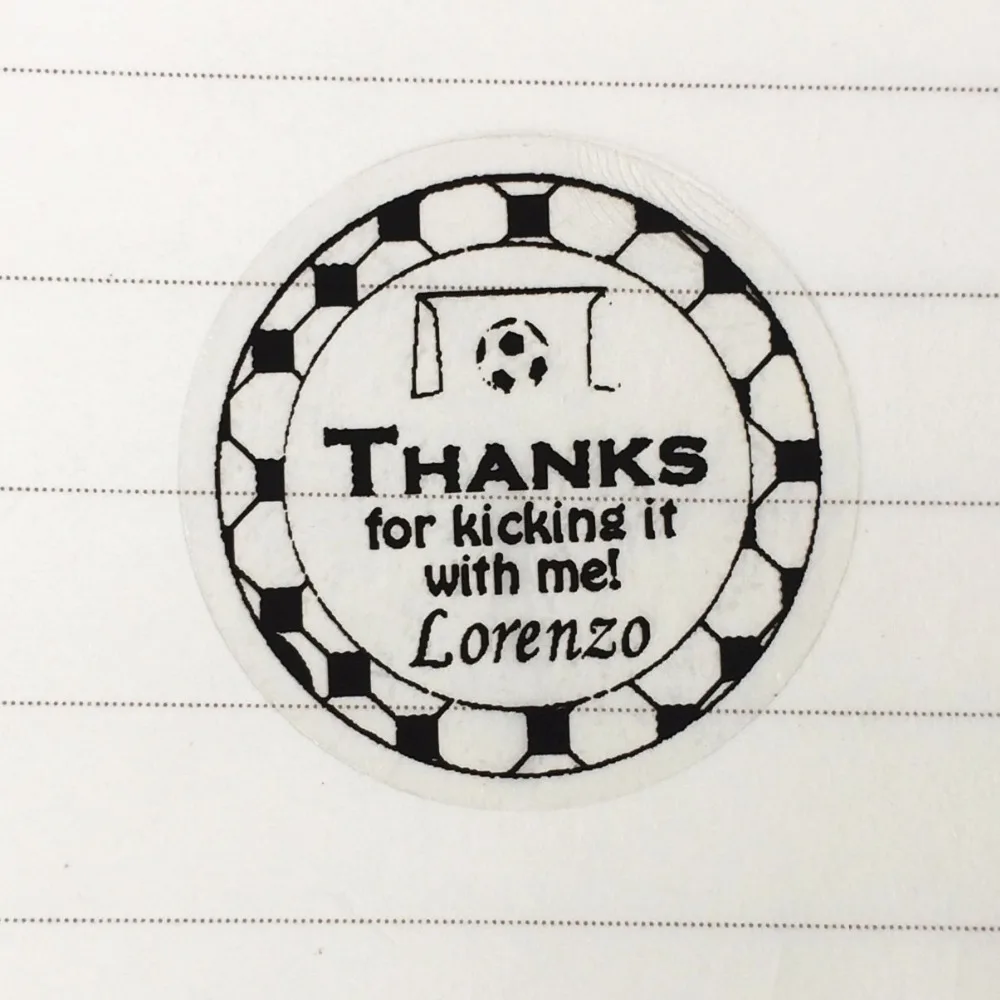 THANKS
for kicking it
with me!
Lorenzo